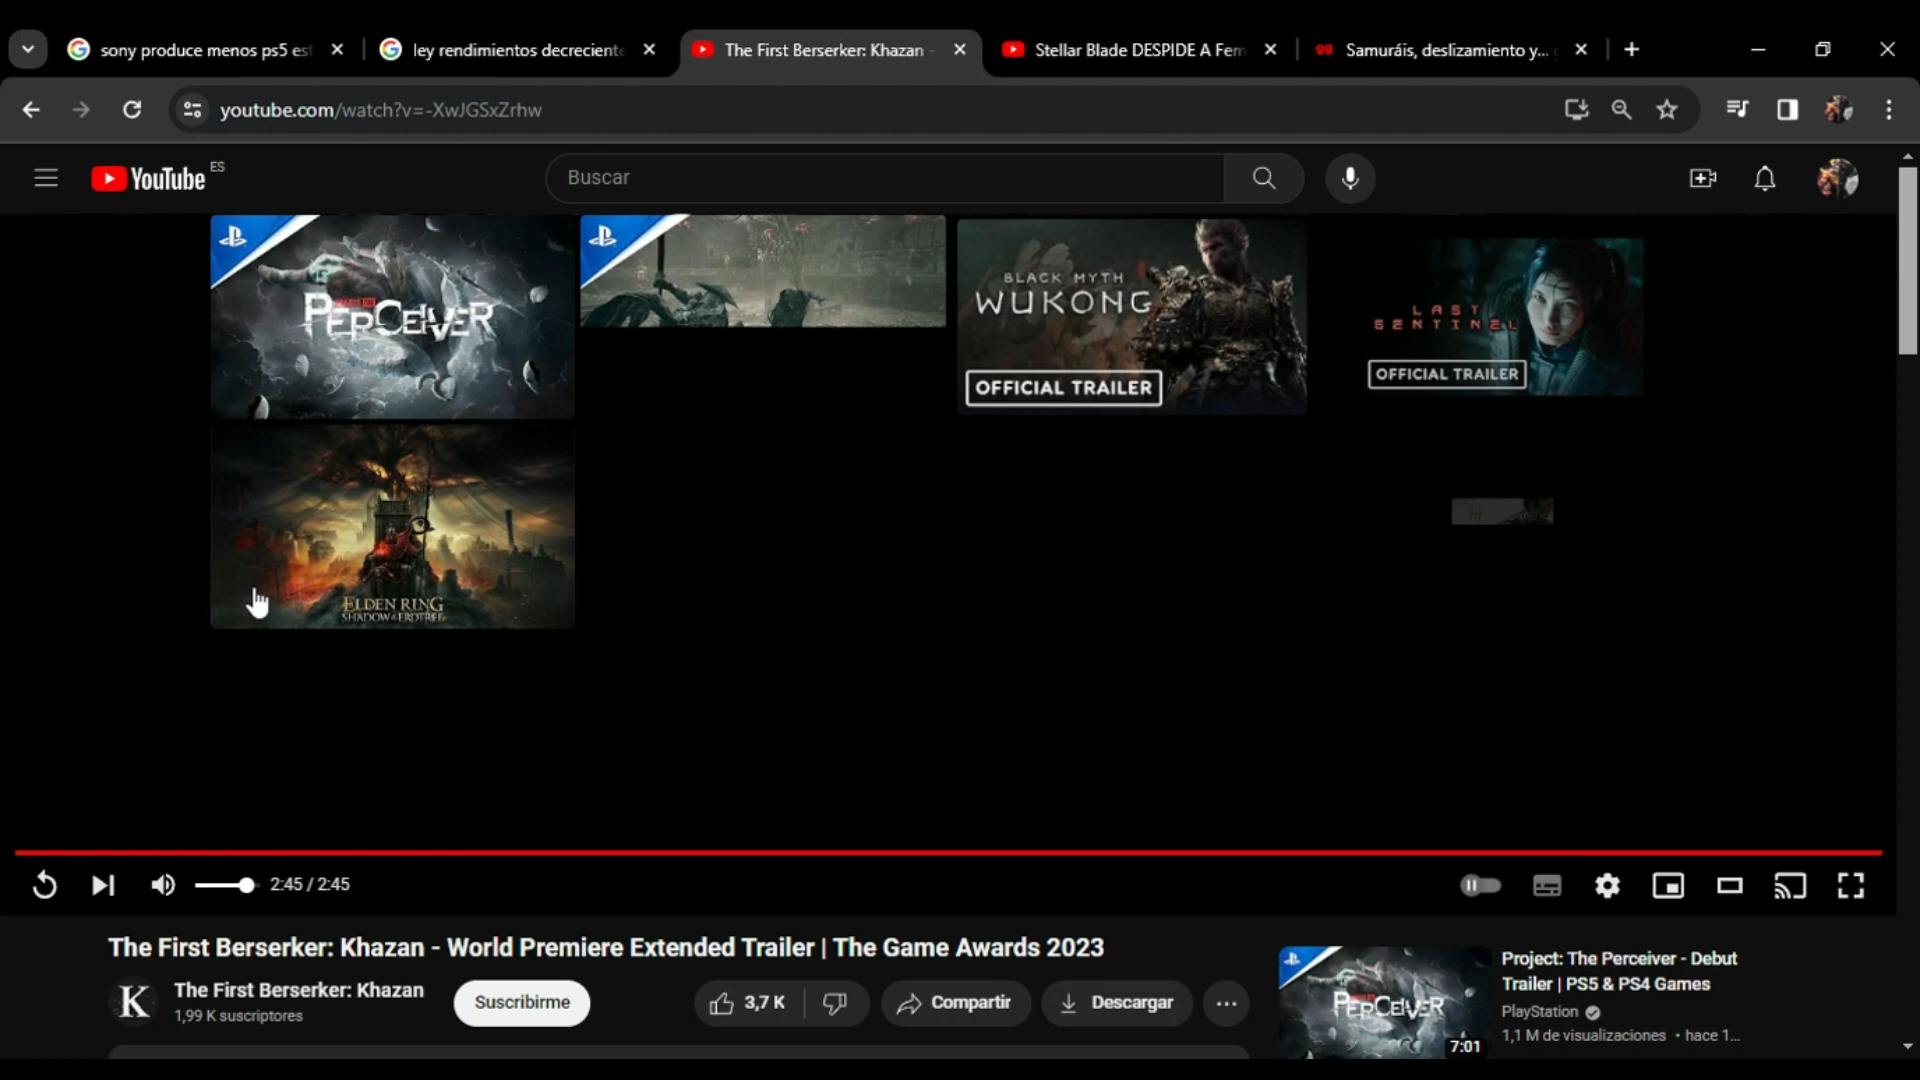 sony produce menos ps5 es
ley rendimientos decreciente
The First Berserker: Khazan -
Stellar Blade DESPIDE A Fem
Samuráis, deslizamiento y...
youtube.com/watch?v=-XwJGSxZrhw
YouTube ES
Buscar
PERCEIVER
BLACK MYTH
WUKONG
OFFICIAL TRAILER
LAST
SENTINEL
OFFICIAL TRAILER
ELDEN RING
SHADOW OF THE ERDTREE
2:45 / 2:45
The First Berserker: Khazan - World Premiere Extended Trailer | The Game Awards 2023
K
The First Berserker: Khazan
1,99 K suscriptores
Suscribirme
3,7 K
Compartir
Descargar
PERCEIVER
7:01
Project: The Perceiver - Debut
Trailer | PS5 & PS4 Games
PlayStation
1,1 M de visualizaciones • hace 1...